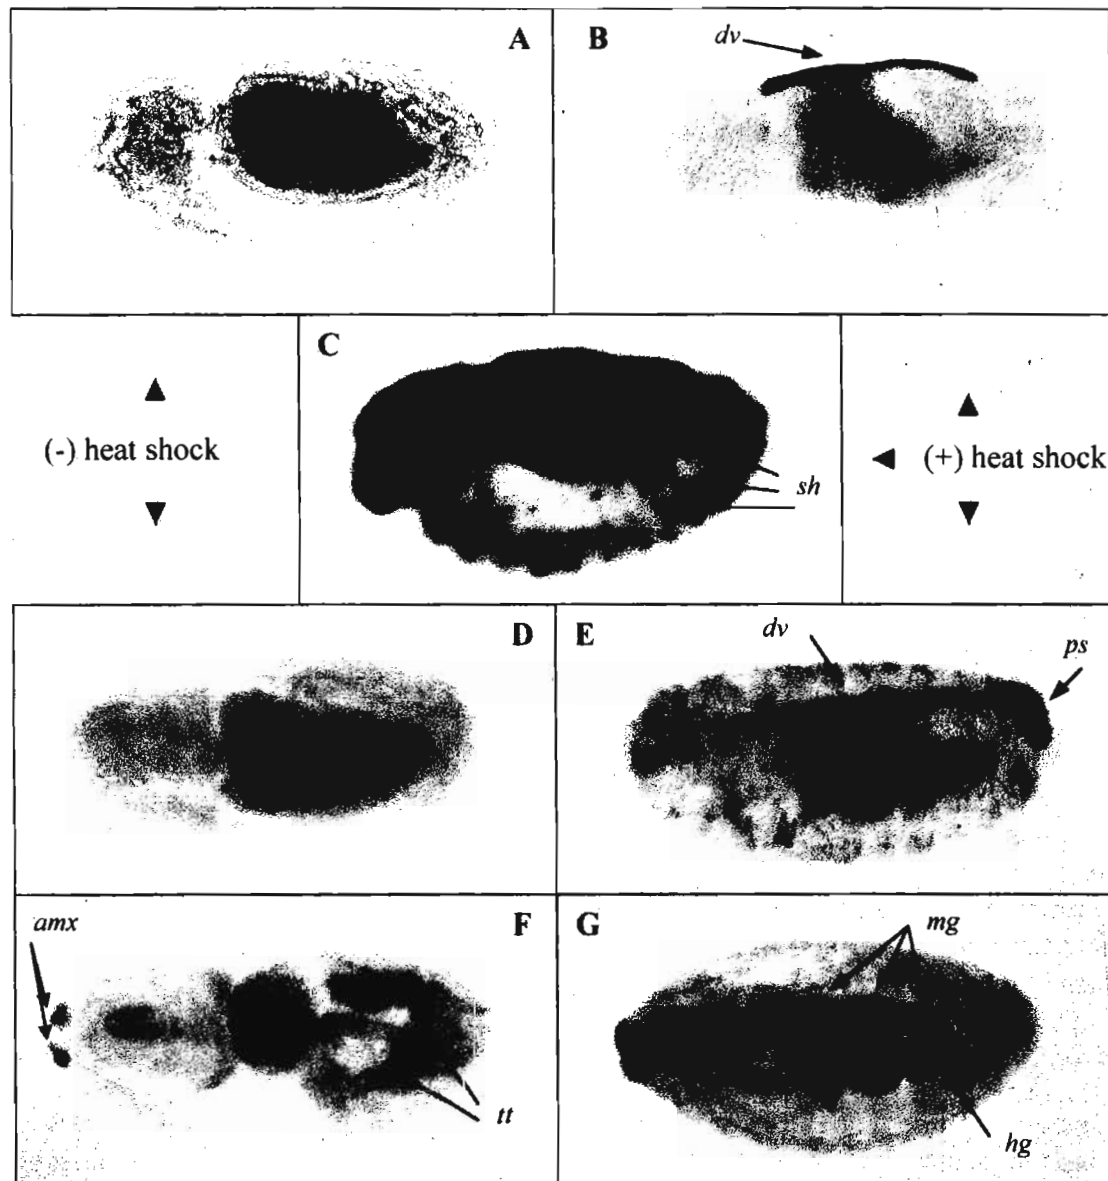 A
B
dv
C
(-) heat shock
(+) heat shock
sh
D
E
dv
ps
amx
F
G
mg
tt
hg